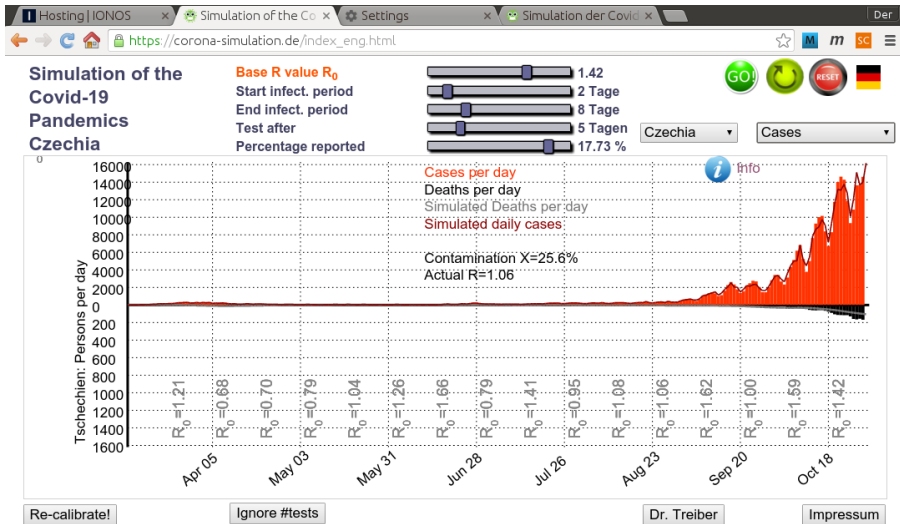 Hosting | IONOS × Simulation of the Co × Settings × Simulation der Covid × Der
https://corona-simulation.de/index_eng.html M m SC
Simulation of the
Covid-19
Pandemics
Czechia
Base R value R0 1.42
Start infect. period 2 Tage
End infect. period 8 Tage
Test after 5 Tagen
Percentage reported 17.73 %
GO! RESET
Czechia Cases
0
i Info
Cases per day
Deaths per day
Simulated Deaths per day
Simulated daily cases
Contamination X=25.6%
Actual R=1.06
Tschechien: Persons per day
16000
14000
12000
10000
8000
6000
4000
2000
0
200
400
600
800
1000
1200
1400
1600
R0=1.21 R0=0.68 R0=0.70 R0=0.79 R0=1.04 R0=1.26 R0=1.66 R0=0.79 R0=1.41 R0=0.95 R0=1.08 R0=1.06 R0=1.62 R0=1.00 R0=1.59 R0=1.42
Apr 05 May 03 May 31 Jun 28 Jul 26 Aug 23 Sep 20 Oct 18
Re-calibrate! Ignore #tests Dr. Treiber Impressum